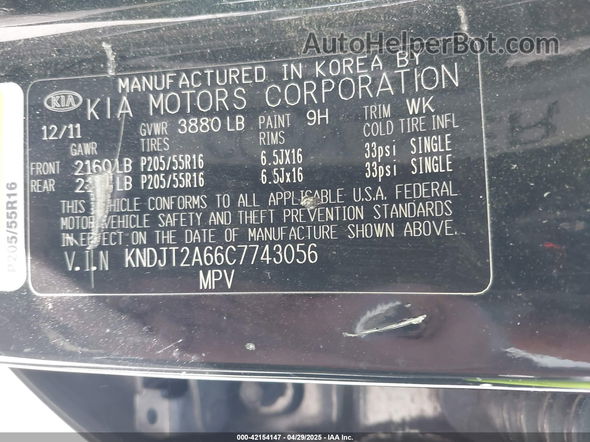 AutoHelperBot.com
MANUFACTURED IN KOREA BY
KIA KIA MOTORS CORPORATION
12/11 GVWR 3880 LB PAINT 9H TRIM WK
GAWR TIRES RIMS COLD TIRE INFL
FRONT 2160 LB P205/55R16 6.5JX16 33psi SINGLE
REAR LB P205/55R16 6.5Jx16 33psi SINGLE
THIS VEHICLE CONFORMS TO ALL APPLICABLE U.S.A. FEDERAL
MOTOR VEHICLE SAFETY AND THEFT PREVENTION STANDARDS
IN EFFECT ON THE DATE OF MANUFACTURE SHOWN ABOVE.
V.I.N KNDJT2A66C7743056
MPV
P205/55R16
000-42154147 - 04/29/2025 - IAA Inc.